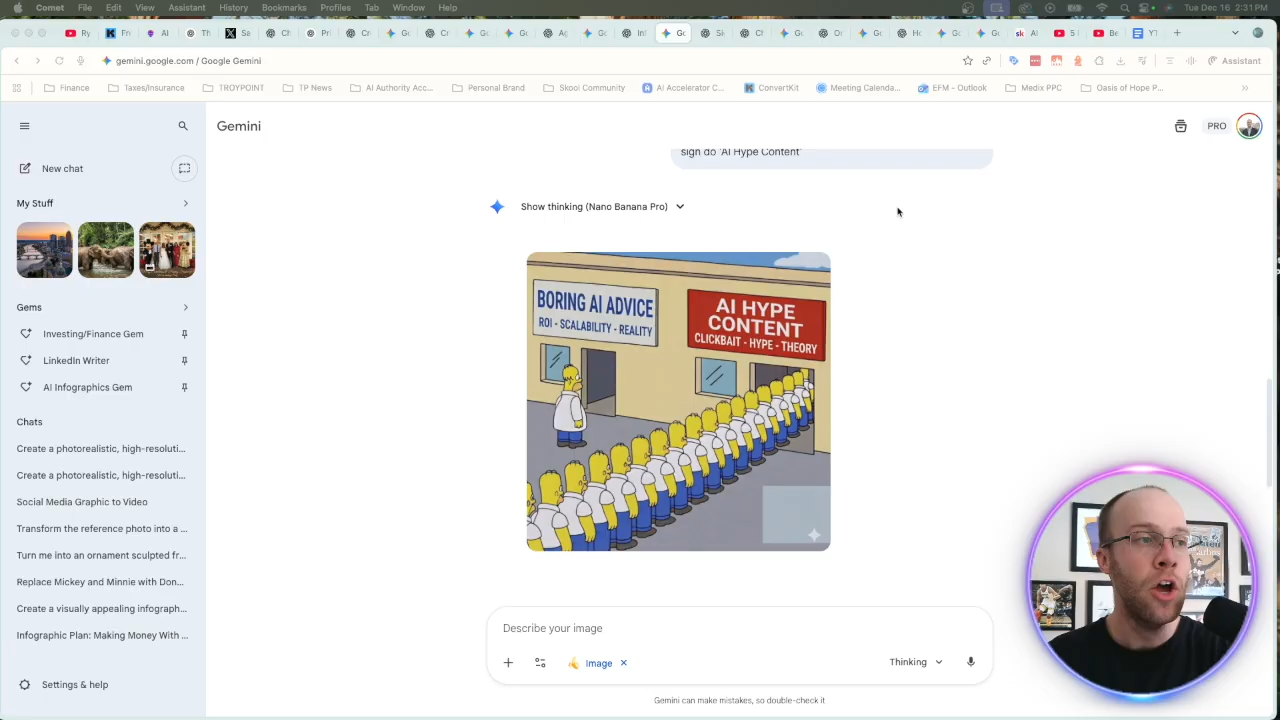 Comet File Edit View Assistant History Bookmarks Profiles Tab Window Help Tue Dec 16 2:31 PM
gemini.google.com / Google Gemini Assistant
Finance Taxes/Insurance TROYPOINT TP News AI Authority Acc... Personal Brand Skool Community AI Accelerator C... ConvertKit Meeting Calenda... EFM - Outlook Medix PPC Oasis of Hope P...
Gemini
PRO
sign do 'AI Hype Content'
New chat
My Stuff
Show thinking (Nano Banana Pro)
BORING AI ADVICE
ROI - SCALABILITY - REALITY
AI HYPE
CONTENT
CLICKBAIT - HYPE - THEORY
Gems
Investing/Finance Gem
LinkedIn Writer
AI Infographics Gem
Chats
Create a photorealistic, high-resoluti...
Create a photorealistic, high-resoluti...
Social Media Graphic to Video
Transform the reference photo into a ...
Turn me into an ornament sculpted fr...
Replace Mickey and Minnie with Don...
Create a visually appealing infograph...
Infographic Plan: Making Money With ...
Settings & help
Describe your image
Image
Thinking
Gemini can make mistakes, so double-check it